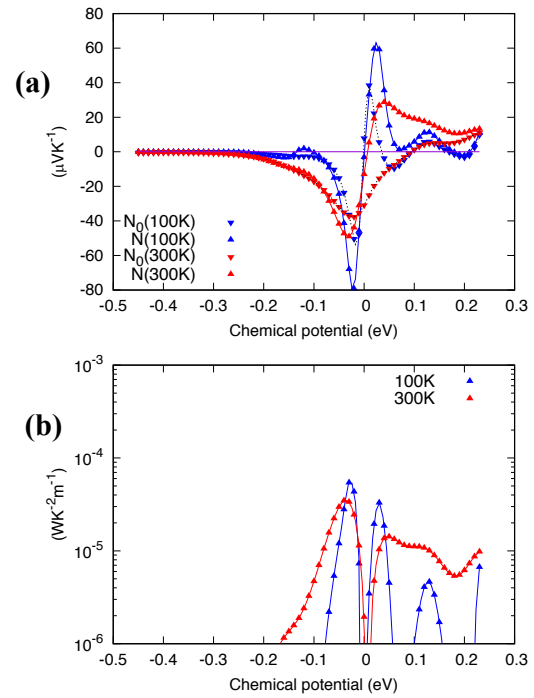 (a)
80
60
40
20
0
-20
-40
-60
-80
(μVK⁻¹)
N₀(100K)
N(100K)
N₀(300K)
N(300K)
-0.5 -0.4 -0.3 -0.2 -0.1 0 0.1 0.2 0.3
Chemical potential (eV)
(b)
10⁻³
10⁻⁴
10⁻⁵
10⁻⁶
(WK⁻²m⁻¹)
100K
300K
-0.5 -0.4 -0.3 -0.2 -0.1 0 0.1 0.2 0.3
Chemical potential (eV)